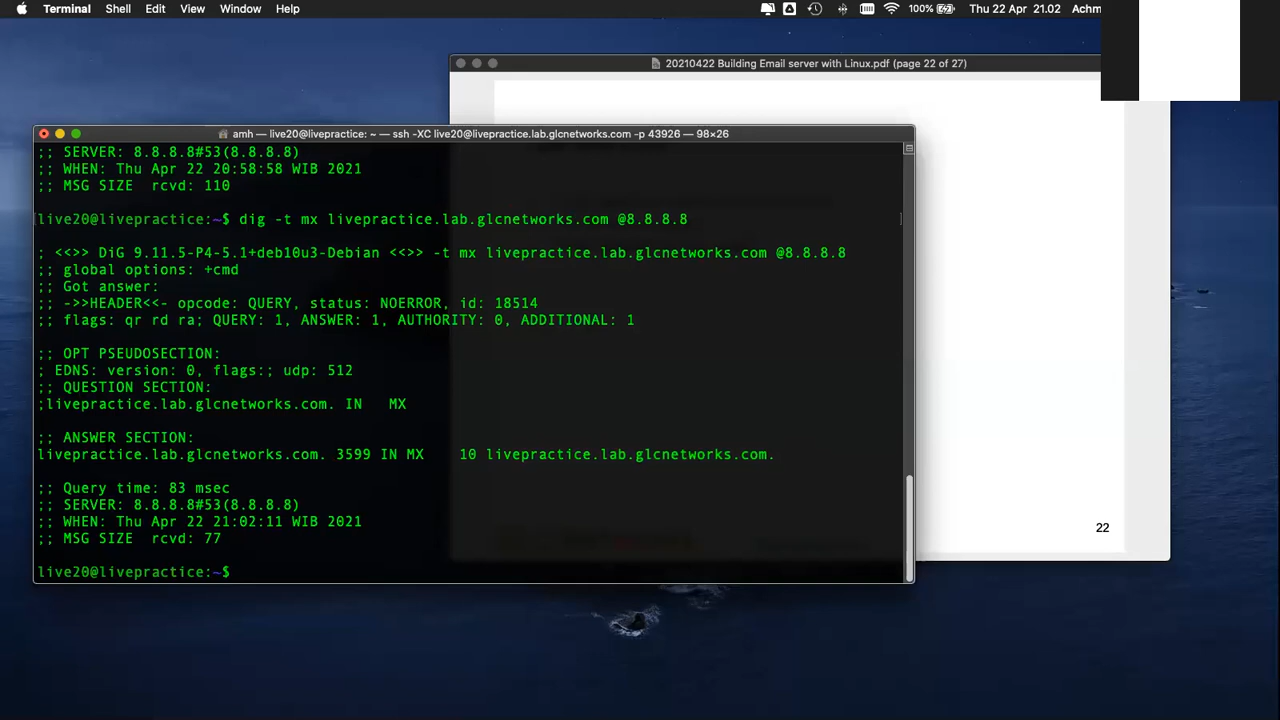 Terminal Shell Edit View Window Help 100% Thu 22 Apr 21.02 Achm
20210422 Building Email server with Linux.pdf (page 22 of 27)
amh — live20@livepractice: ~ — ssh -XC live20@livepractice.lab.glcnetworks.com -p 43926 — 98×26
;; SERVER: 8.8.8.8#53(8.8.8.8)
;; WHEN: Thu Apr 22 20:58:58 WIB 2021
;; MSG SIZE  rcvd: 110
live20@livepractice:~$ dig -t mx livepractice.lab.glcnetworks.com @8.8.8.8
; <<>> DiG 9.11.5-P4-5.1+deb10u3-Debian <<>> -t mx livepractice.lab.glcnetworks.com @8.8.8.8
;; global options: +cmd
;; Got answer:
;; ->>HEADER<<- opcode: QUERY, status: NOERROR, id: 18514
;; flags: qr rd ra; QUERY: 1, ANSWER: 1, AUTHORITY: 0, ADDITIONAL: 1
;; OPT PSEUDOSECTION:
; EDNS: version: 0, flags:; udp: 512
;; QUESTION SECTION:
;livepractice.lab.glcnetworks.com. IN   MX
;; ANSWER SECTION:
livepractice.lab.glcnetworks.com. 3599 IN MX    10 livepractice.lab.glcnetworks.com.
;; Query time: 83 msec
;; SERVER: 8.8.8.8#53(8.8.8.8)
;; WHEN: Thu Apr 22 21:02:11 WIB 2021
;; MSG SIZE  rcvd: 77
live20@livepractice:~$
22